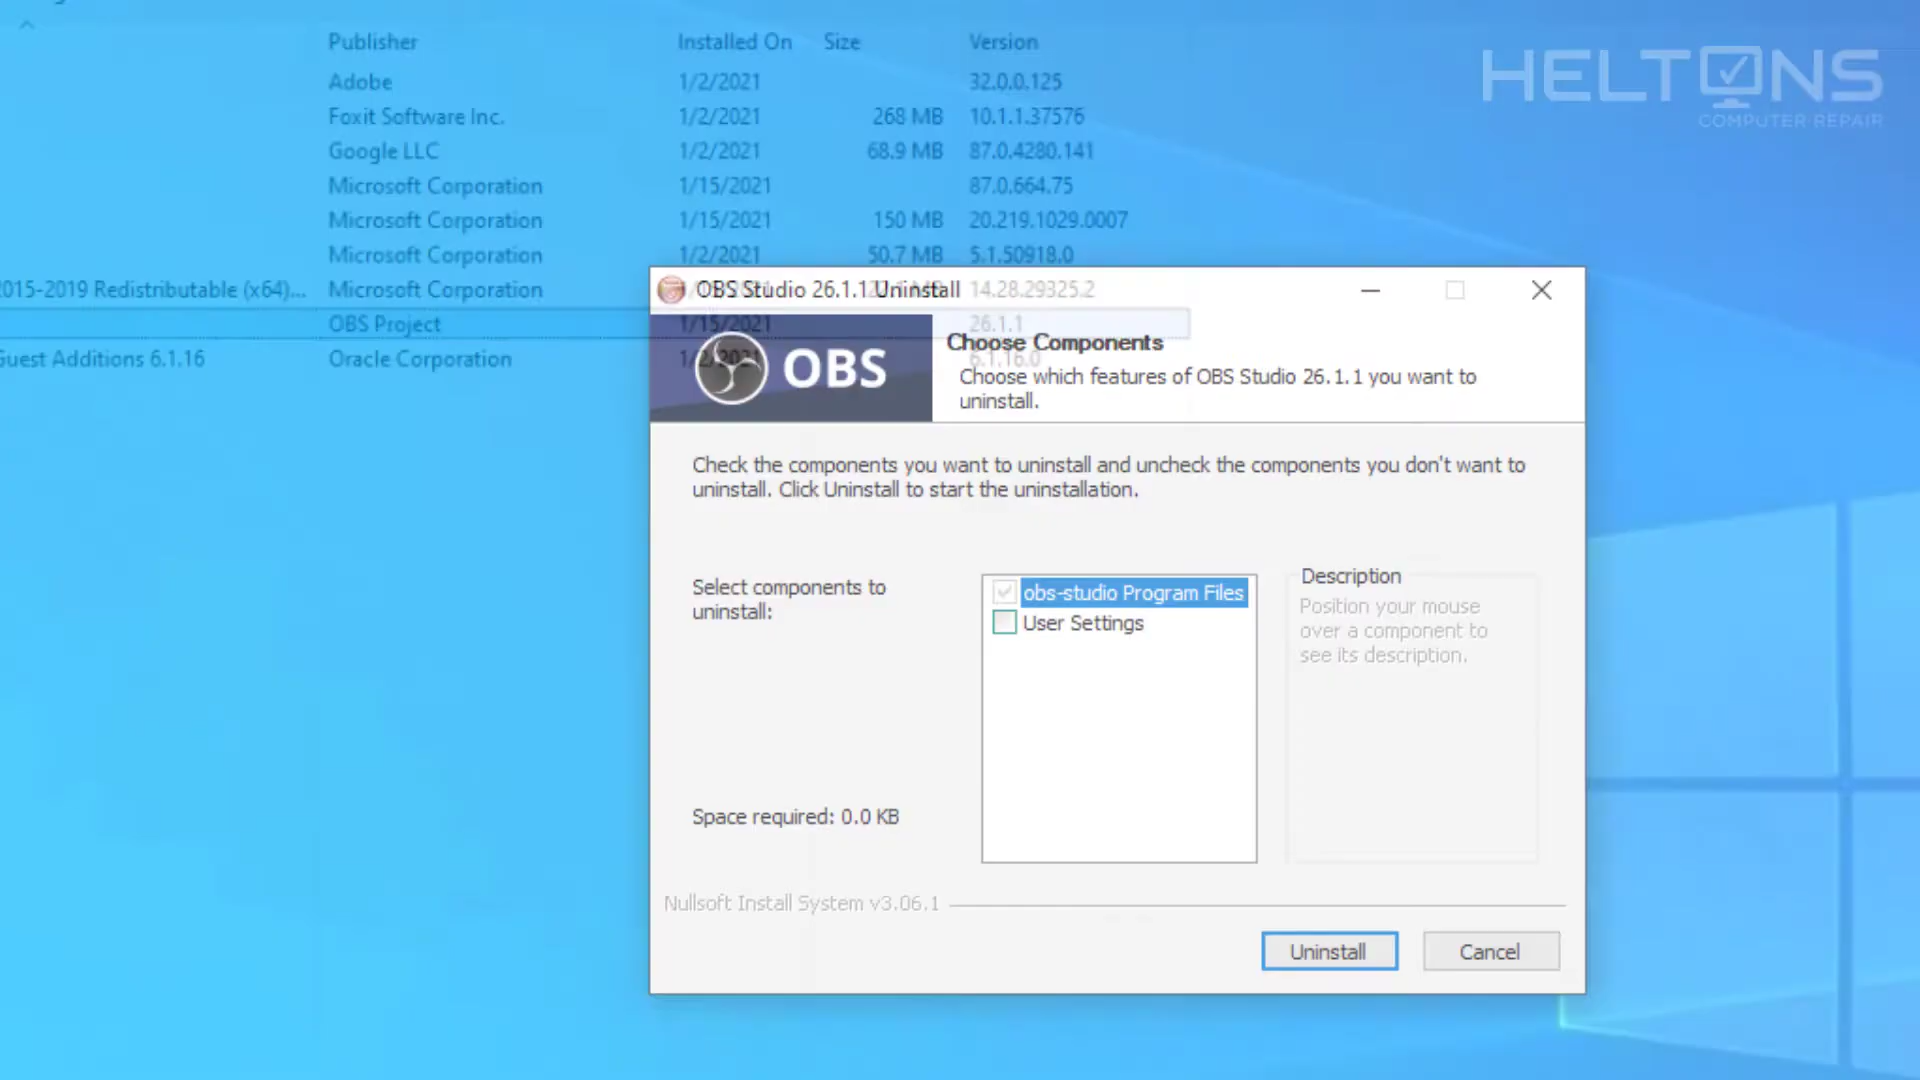 Publisher Installed On Size Version
Adobe 1/2/2021 32.0.0.125
Foxit Software Inc. 1/2/2021 268 MB 10.1.1.37576
Google LLC 1/2/2021 68.9 MB 87.0.4280.141
Microsoft Corporation 1/15/2021 87.0.664.75
Microsoft Corporation 1/15/2021 150 MB 20.219.1029.0007
Microsoft Corporation 1/2/2021 50.7 MB 5.1.50918.0
2015-2019 Redistributable (x64)... Microsoft Corporation 14.28.29325.2
OBS Project 1/15/2021 26.1.1
Guest Additions 6.1.16 Oracle Corporation 1/2/2021 6.1.16.0
HELTONS
COMPUTER REPAIR
OBS Studio 26.1.1 Uninstall
OBS
Choose Components
Choose which features of OBS Studio 26.1.1 you want to
uninstall.
Check the components you want to uninstall and uncheck the components you don't want to
uninstall. Click Uninstall to start the uninstallation.
Select components to
uninstall:
obs-studio Program Files
User Settings
Description
Position your mouse
over a component to
see its description.
Space required: 0.0 KB
Nullsoft Install System v3.06.1
Uninstall Cancel